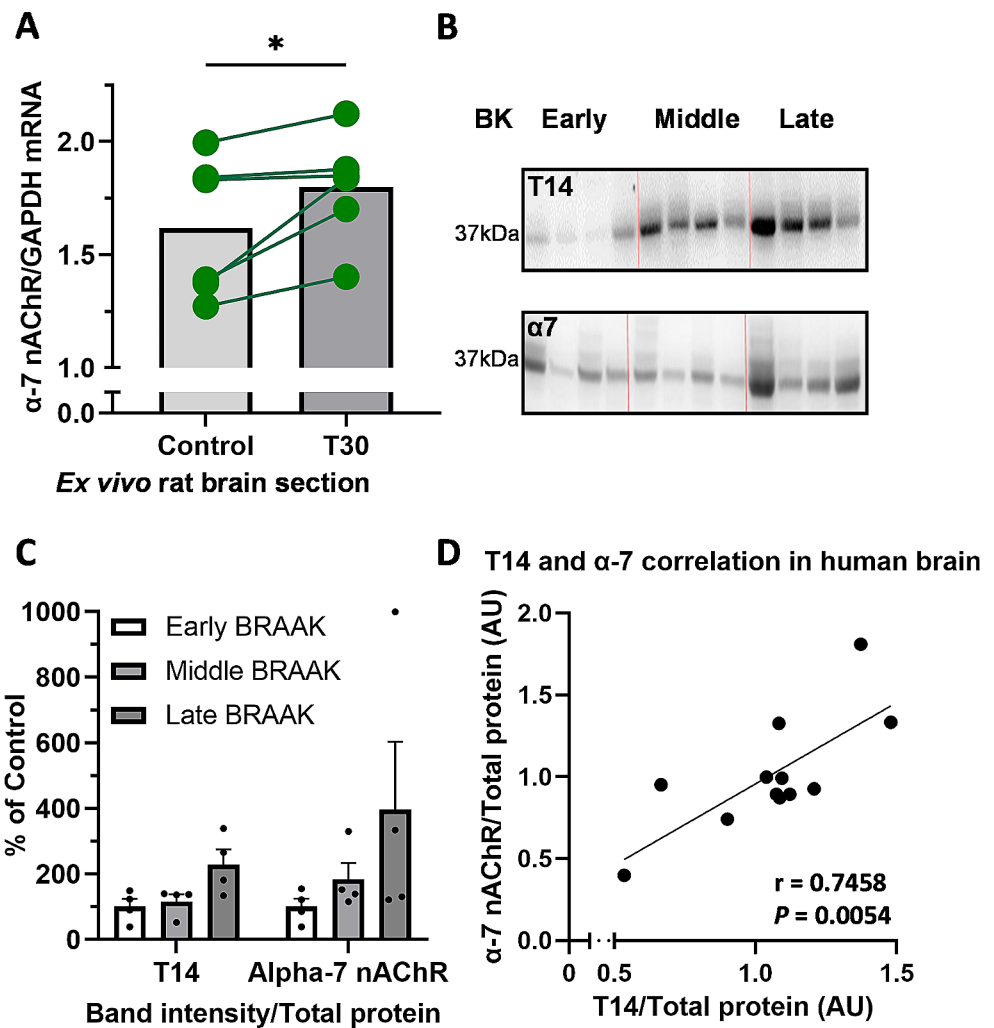 A
*
α-7 nAChR/GAPDH mRNA
2.0
1.5
1.0
0.0
Control T30
Ex vivo rat brain section
B
BK Early Middle Late
T14
37kDa
α7
37kDa
C
% of Control
1000
800
600
400
200
0
Early BRAAK
Middle BRAAK
Late BRAAK
T14 Alpha-7 nAChR
Band intensity/Total protein
D
T14 and α-7 correlation in human brain
α-7 nAChR/Total protein (AU)
2.0
1.5
1.0
0.5
0.0
r = 0.7458
P = 0.0054
0 0.5 1.0 1.5
T14/Total protein (AU)